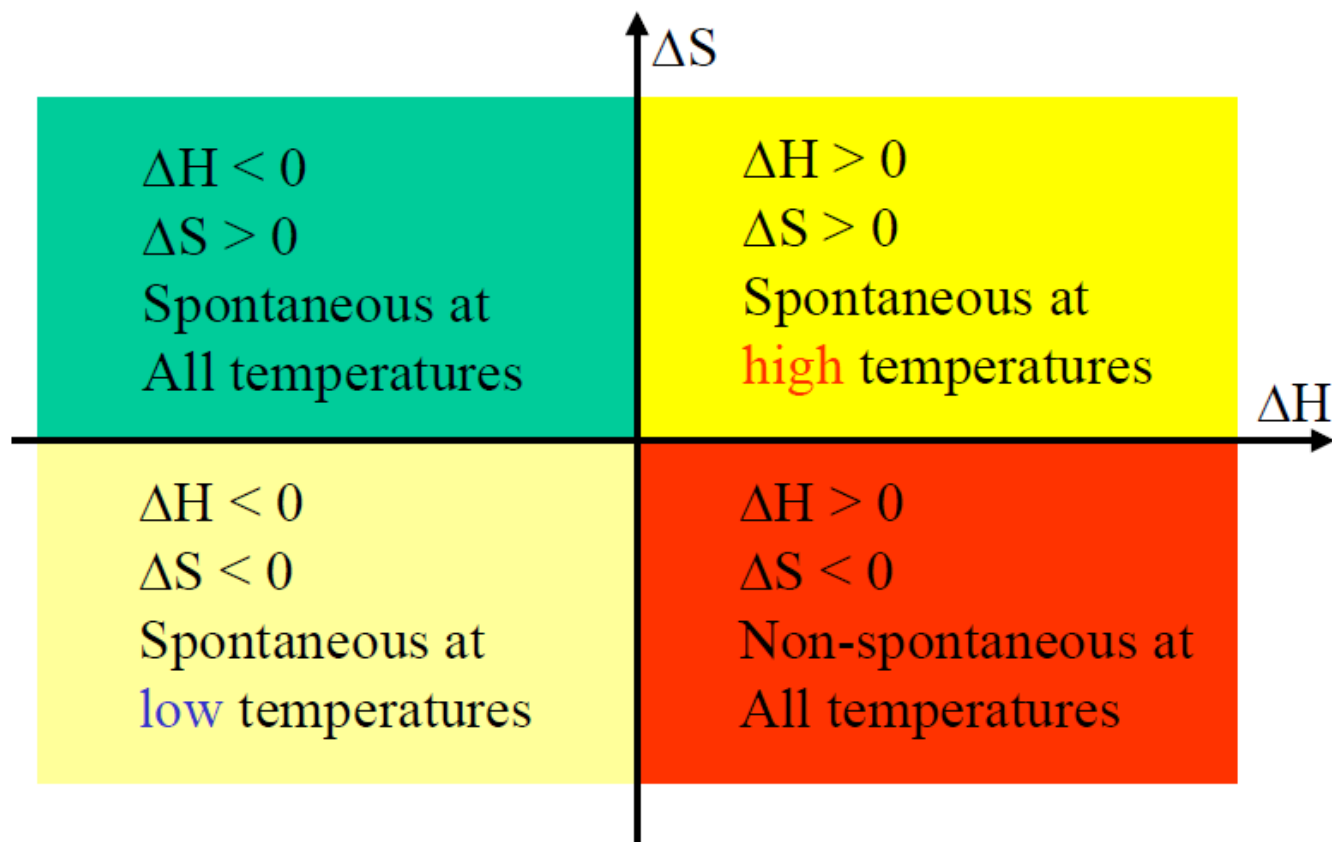 ΔS
ΔH < 0
ΔS > 0
Spontaneous at
All temperatures
ΔH > 0
ΔS > 0
Spontaneous at
high temperatures
ΔH
ΔH < 0
ΔS < 0
Spontaneous at
low temperatures
ΔH > 0
ΔS < 0
Non-spontaneous at
All temperatures